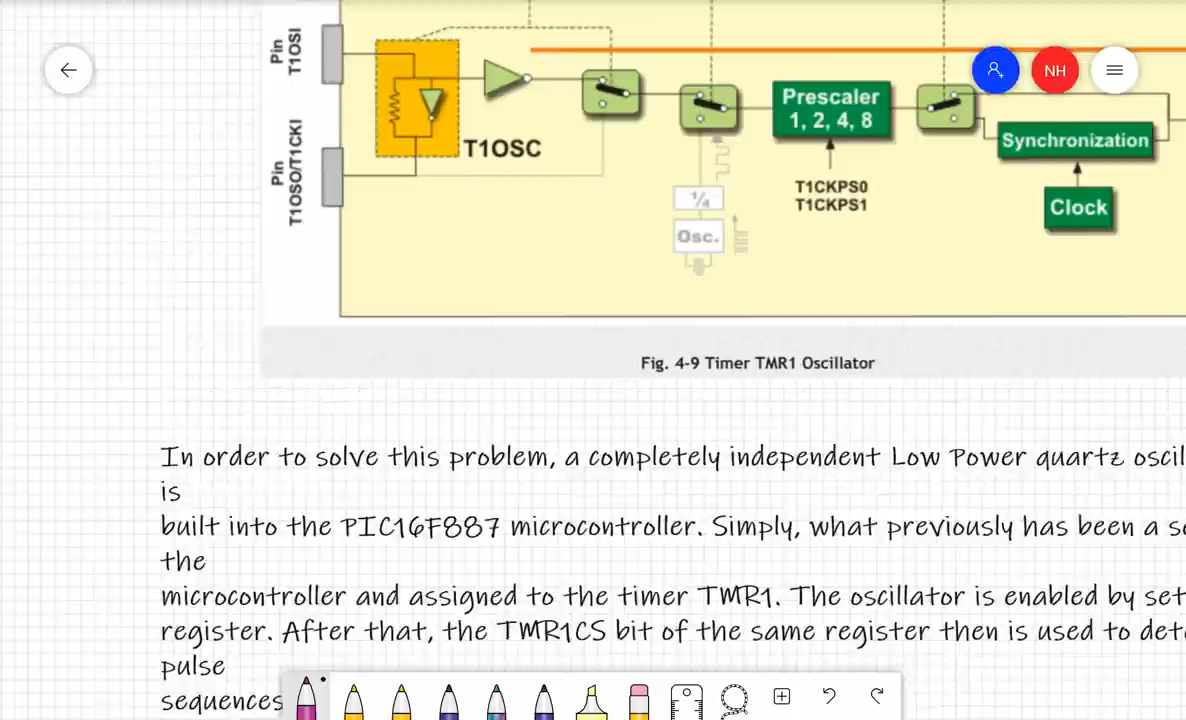 Pin
T1OSI
Pin
T1OSO/T1CKI
T1OSC
Prescaler
1, 2, 4, 8
T1CKPS0
T1CKPS1
Synchronization
Clock
¼
Osc.
NH
Fig. 4-9 Timer TMR1 Oscillator
In order to solve this problem, a completely independent Low Power quartz oscil
is
built into the PIC16F887 microcontroller. Simply, what previously has been a s
the
microcontroller and assigned to the timer TMR1. The oscillator is enabled by set
register. After that, the TMR1CS bit of the same register then is used to det
pulse
sequences